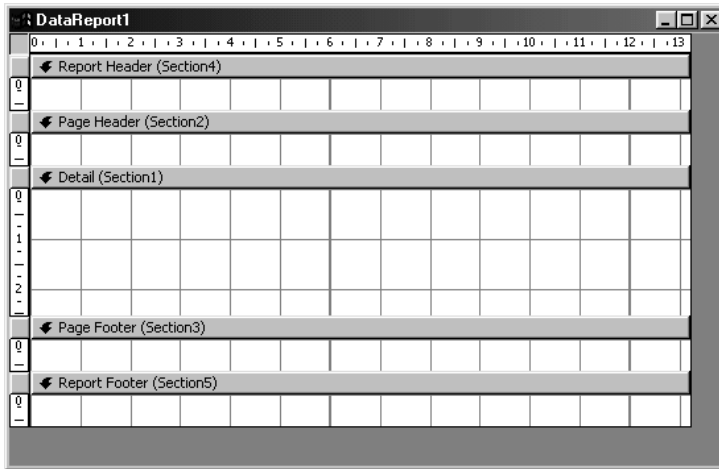 DataReport1
0 1 2 3 4 5 6 7 8 9 10 11 12 13
Report Header (Section4)
0
Page Header (Section2)
0
Detail (Section1)
0
1
2
Page Footer (Section3)
0
Report Footer (Section5)
0